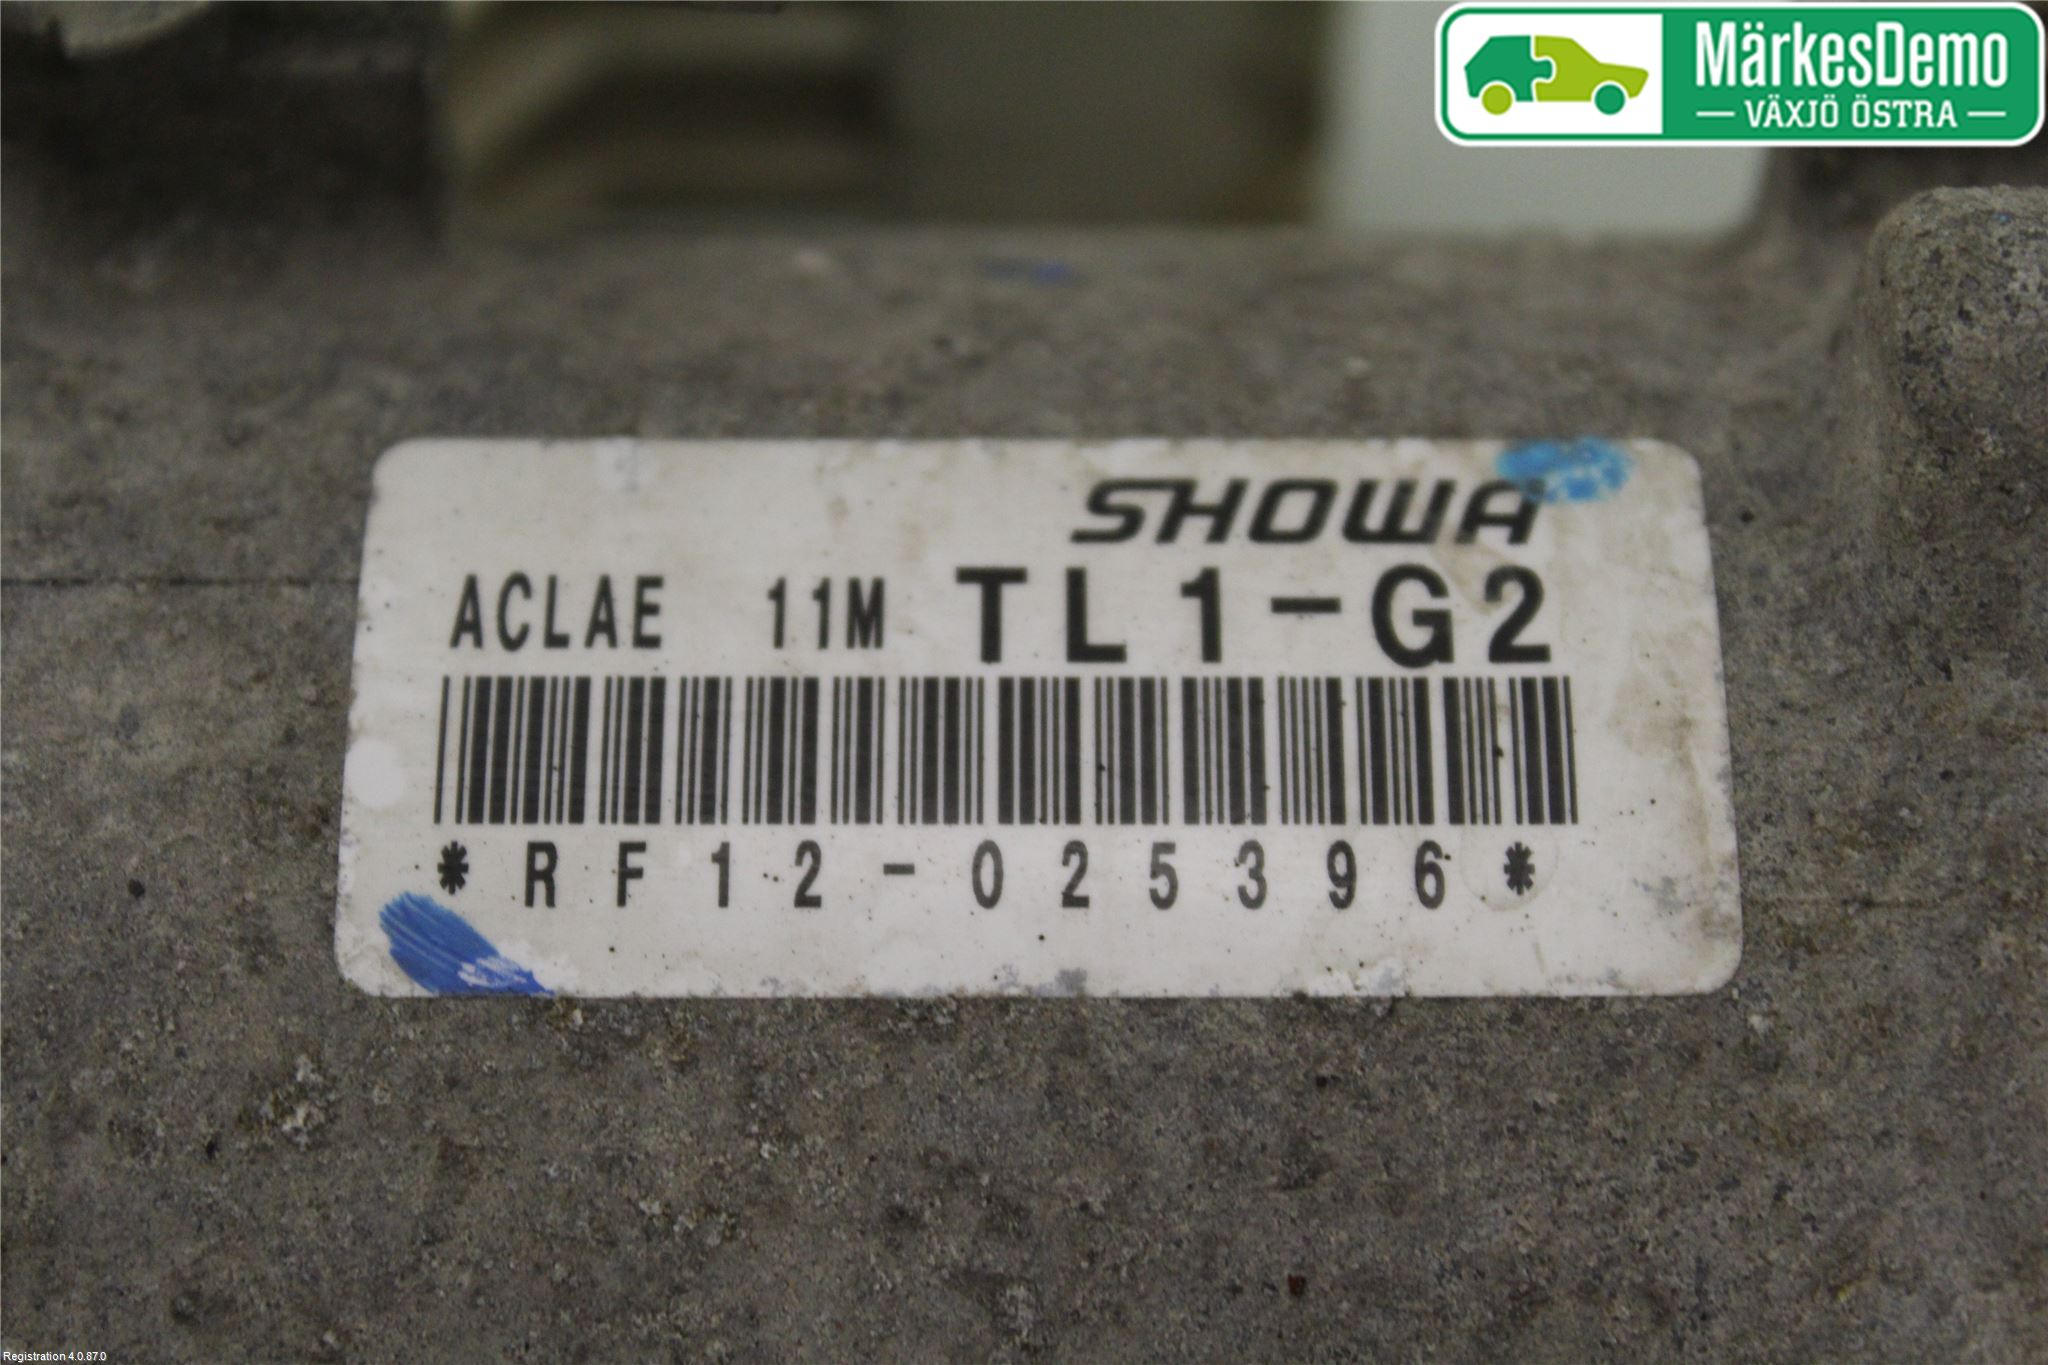 MärkesDemo
VÄXJÖ ÖSTRA
SHOWA
ACLAE 11M TL1-G2
*RF12-025396*
Registration 4.0.87.0